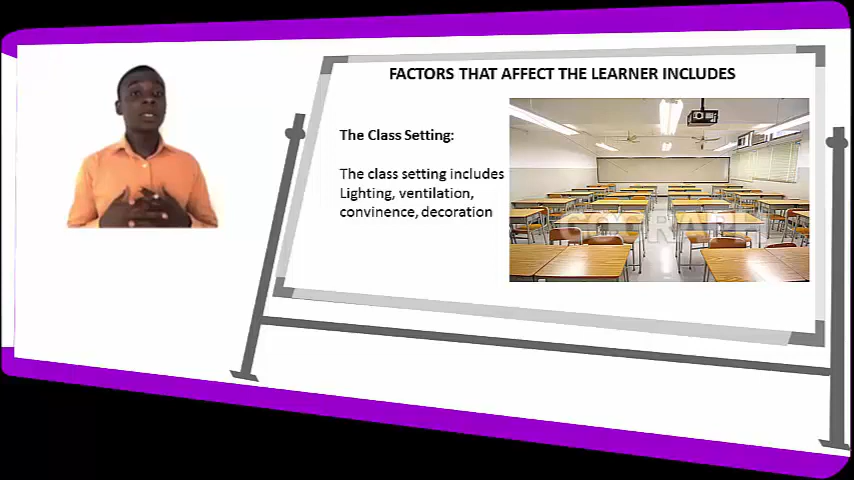 FACTORS THAT AFFECT THE LEARNER INCLUDES
The Class Setting:
The class setting includes
Lighting, ventilation,
convinence, decoration